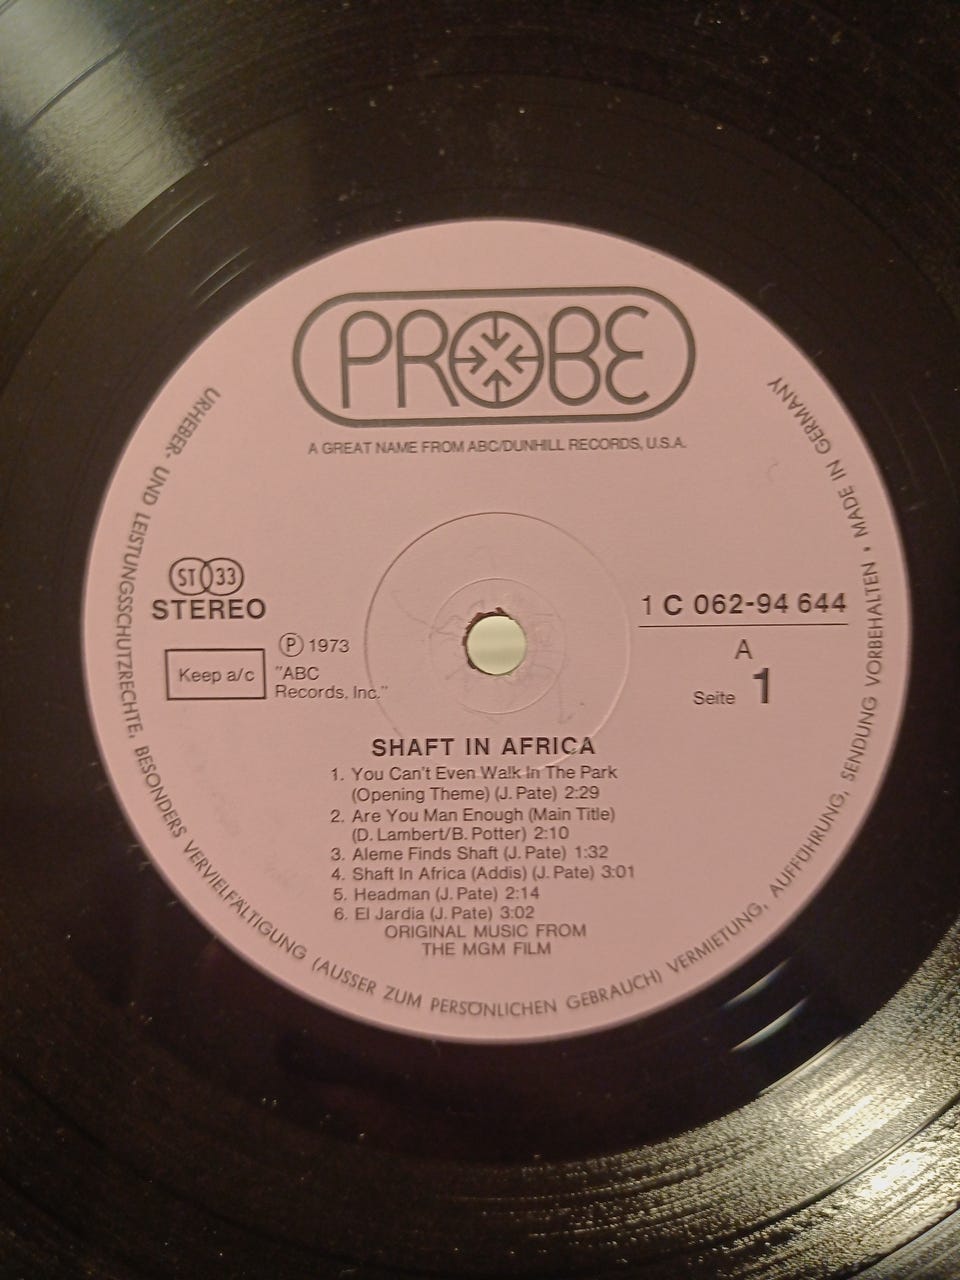 PROBE
A GREAT NAME FROM ABC/DUNHILL RECORDS, U.S.A.
URHEBER- UND LEISTUNGSSCHUTZRECHTE, BESONDERS VERVIELFÄLTIGUNG (AUSSER ZUM PERSÖNLICHEN GEBRAUCH) VERMIETUNG, AUFFÜHRUNG, SENDUNG VORBEHALTEN • MADE IN GERMANY
ST 33
STEREO
Keep a/c
Ⓟ 1973
"ABC
Records, Inc."
1 C 062-94 644
A
Seite 1
SHAFT IN AFRICA
1. You Can't Even Walk In The Park
(Opening Theme) (J. Pate) 2:29
2. Are You Man Enough (Main Title)
(D. Lambert/B. Potter) 2:10
3. Aleme Finds Shaft (J. Pate) 1:32
4. Shaft In Africa (Addis) (J. Pate) 3:01
5. Headman (J. Pate) 2:14
6. El Jardia (J. Pate) 3:02
ORIGINAL MUSIC FROM
THE MGM FILM